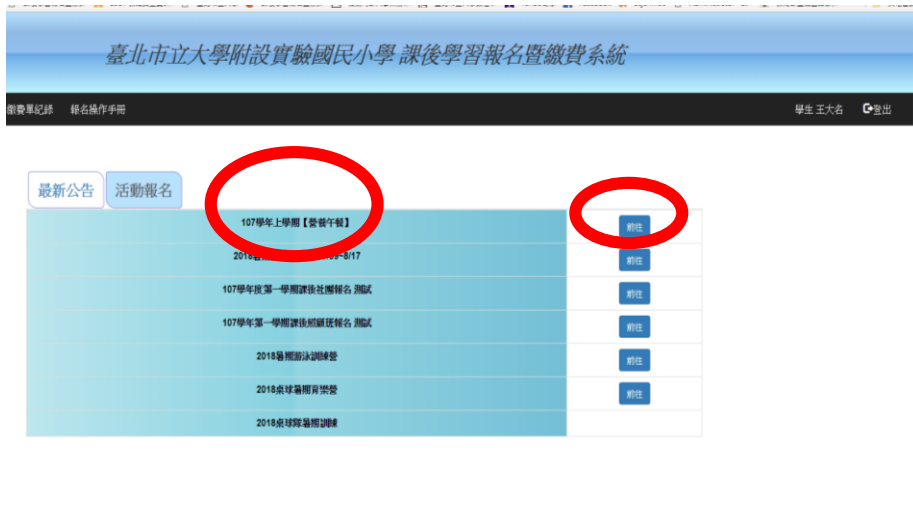 臺北市立大學附設實驗國民小學 課後學習報名暨繳費系統
繳費單紀錄 報名操作手冊 學生 王大名 登出
最新公告 活動報名
107學年上學期【營養午餐】 前往
2018暑 8/17 前往
107學年度第一學期課後社團報名 測試 前往
107學年第一學期課後照顧班報名 測試 前往
2018暑期游泳訓練營 前往
2018桌球暑期育樂營 前往
2018桌球隊暑期訓練